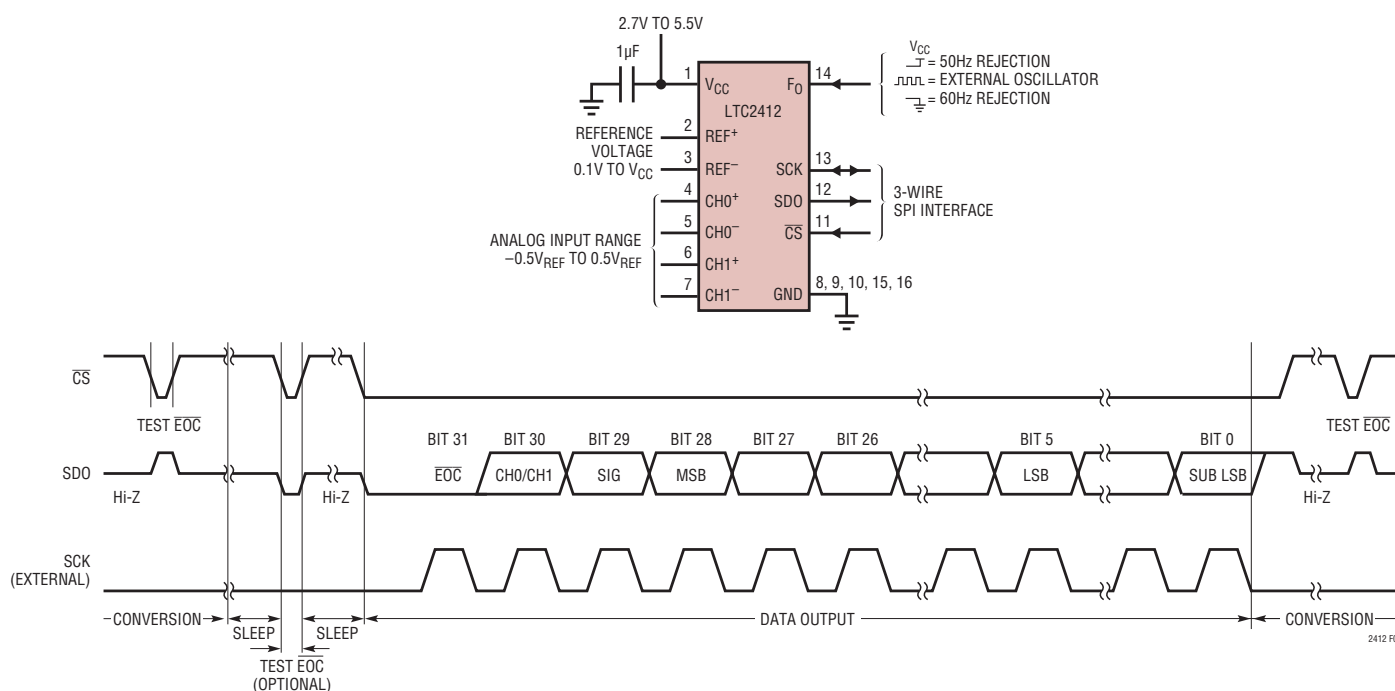 2.7V TO 5.5V
1µF
1
VCC
LTC2412
FO
14
VCC
= 50Hz REJECTION
= EXTERNAL OSCILLATOR
= 60Hz REJECTION
REFERENCE
VOLTAGE
0.1V TO VCC
2
REF+
3
REF−
SCK
13
SDO
12
CS
11
3-WIRE
SPI INTERFACE
ANALOG INPUT RANGE
−0.5VREF TO 0.5VREF
4
CH0+
5
CH0−
6
CH1+
7
CH1−
GND
8, 9, 10, 15, 16
CS
TEST EOC
TEST EOC
BIT 31
BIT 30
BIT 29
BIT 28
BIT 27
BIT 26
BIT 5
BIT 0
SDO
EOC
CH0/CH1
SIG
MSB
LSB
SUB LSB
Hi-Z
Hi-Z
Hi-Z
SCK
(EXTERNAL)
CONVERSION
SLEEP
SLEEP
DATA OUTPUT
CONVERSION
TEST EOC
(OPTIONAL)